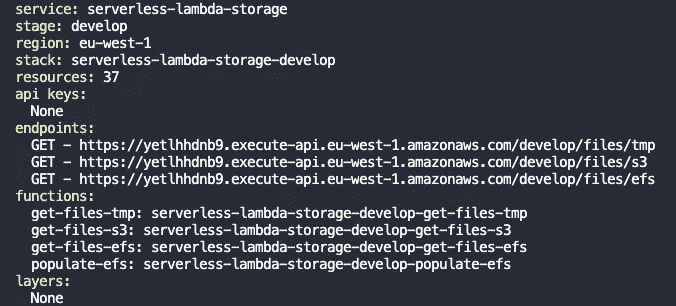 service: serverless-lambda-storage
stage: develop
region: eu-west-1
stack: serverless-lambda-storage-develop
resources: 37
api keys:
  None
endpoints:
  GET - https://yetlhhdnb9.execute-api.eu-west-1.amazonaws.com/develop/files/tmp
  GET - https://yetlhhdnb9.execute-api.eu-west-1.amazonaws.com/develop/files/s3
  GET - https://yetlhhdnb9.execute-api.eu-west-1.amazonaws.com/develop/files/efs
functions:
  get-files-tmp: serverless-lambda-storage-develop-get-files-tmp
  get-files-s3: serverless-lambda-storage-develop-get-files-s3
  get-files-efs: serverless-lambda-storage-develop-get-files-efs
  populate-efs: serverless-lambda-storage-develop-populate-efs
layers:
  None